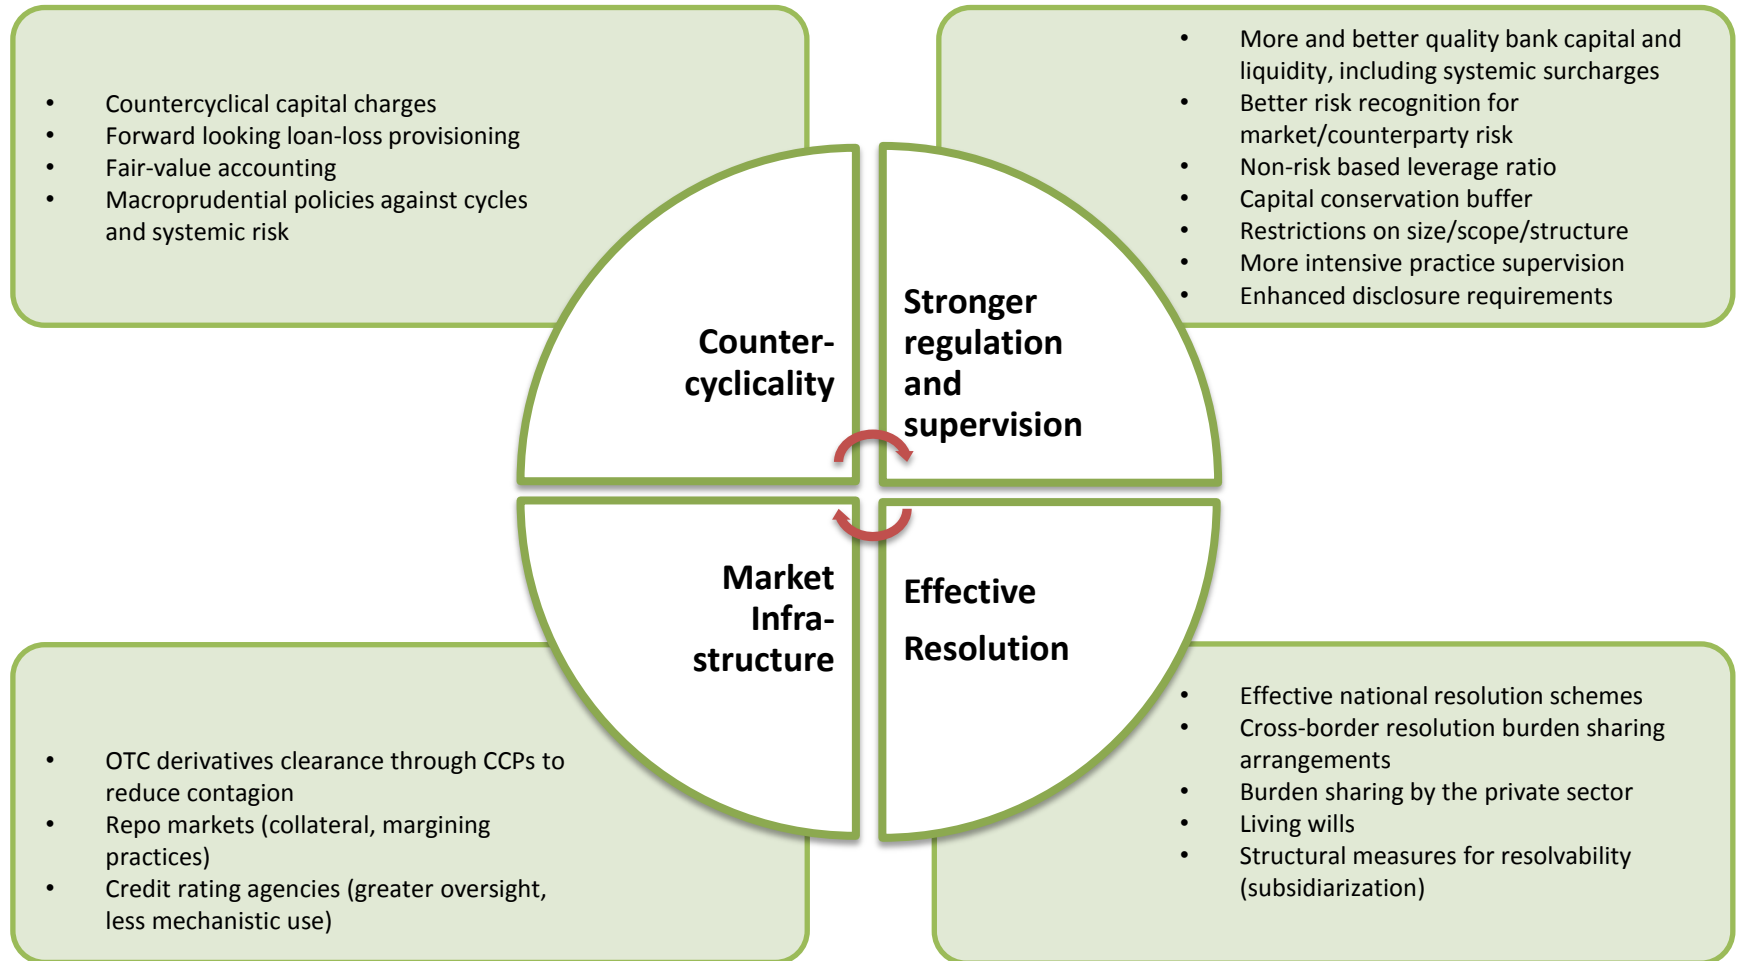 • Countercyclical capital charges
• Forward looking loan-loss provisioning
• Fair-value accounting
• Macroprudential policies against cycles
and systemic risk
• More and better quality bank capital and
liquidity, including systemic surcharges
• Better risk recognition for
market/counterparty risk
• Non-risk based leverage ratio
• Capital conservation buffer
• Restrictions on size/scope/structure
• More intensive practice supervision
• Enhanced disclosure requirements
Counter-
cyclicality
Stronger
regulation
and
supervision
Market
Infra-
structure
Effective
Resolution
• OTC derivatives clearance through CCPs to
reduce contagion
• Repo markets (collateral, margining
practices)
• Credit rating agencies (greater oversight,
less mechanistic use)
• Effective national resolution schemes
• Cross-border resolution burden sharing
arrangements
• Burden sharing by the private sector
• Living wills
• Structural measures for resolvability
(subsidiarization)